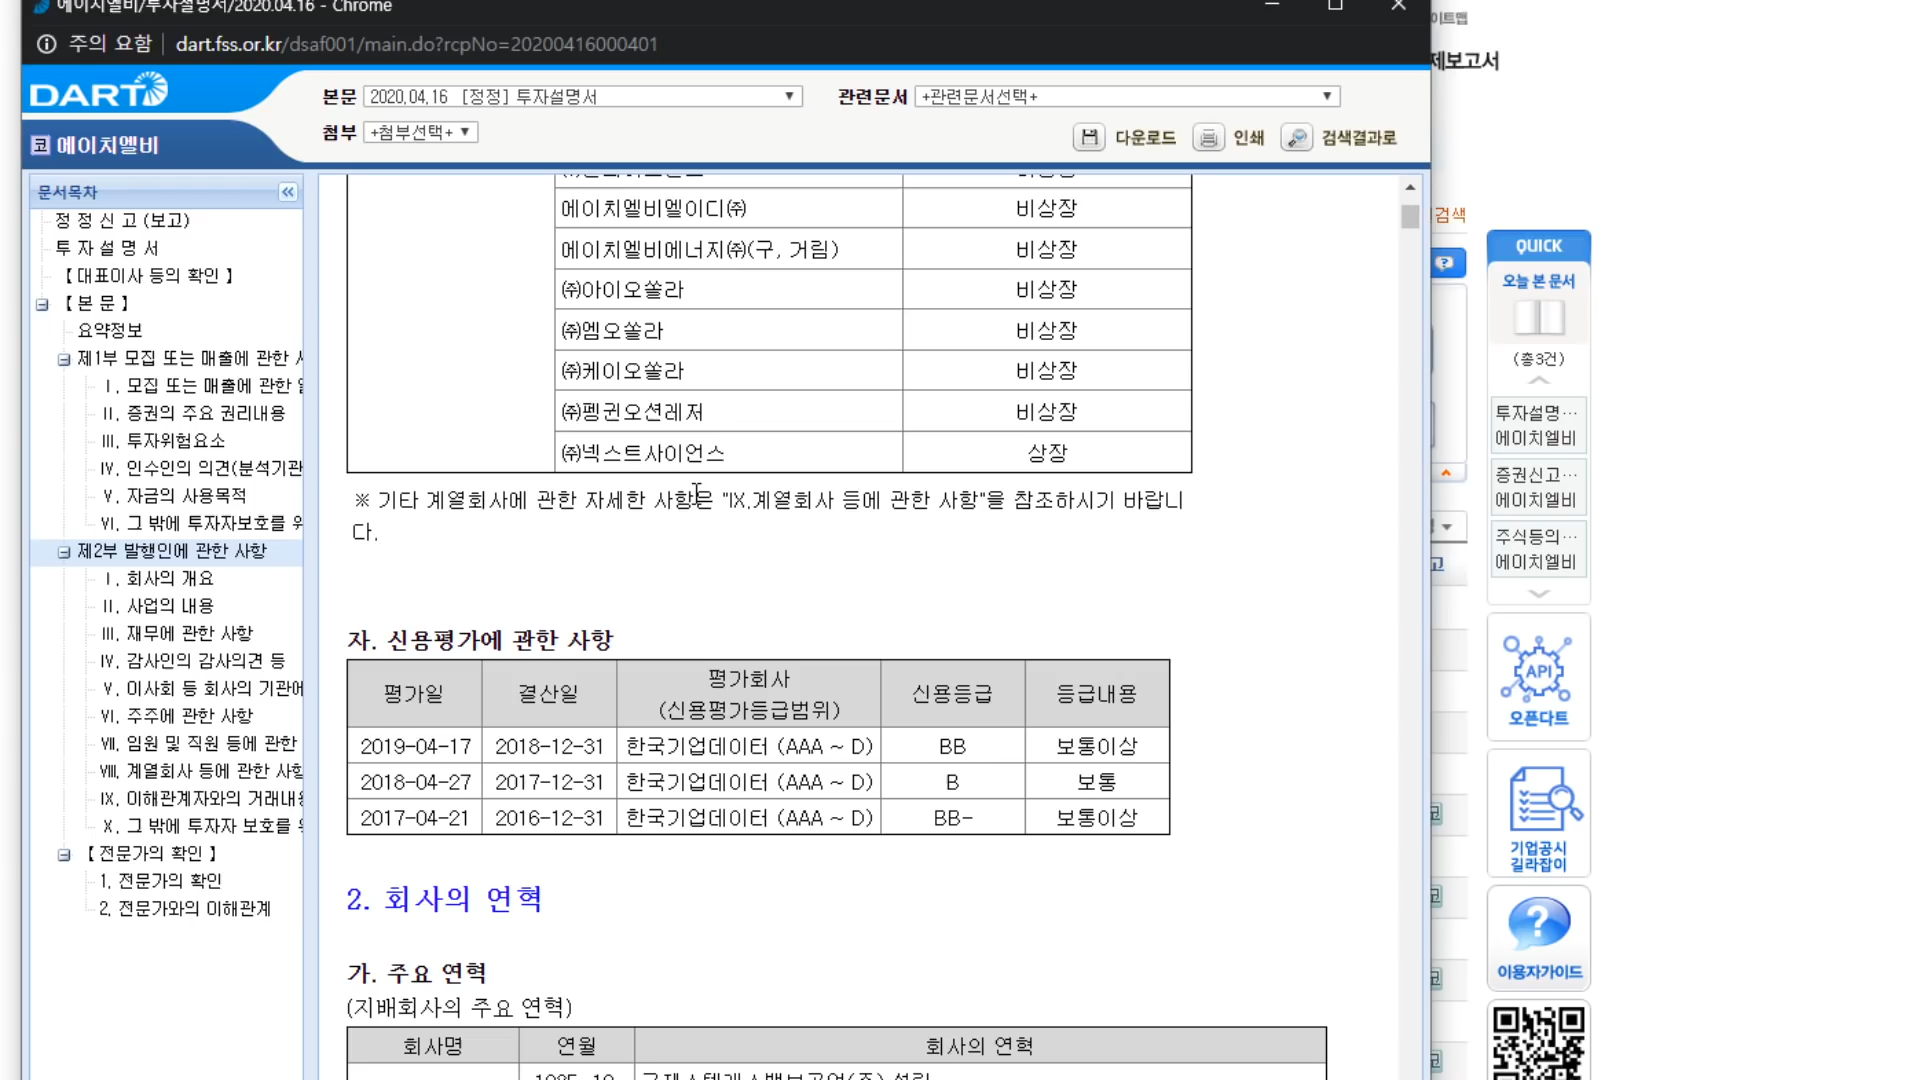 에이치엘비/투자설명서/2020.04.16 - Chrome
주의 요함 | dart.fss.or.kr/dsaf001/main.do?rcpNo=20200416000401
DART
본문 2020.04.16 [정정] 투자설명서
관련문서 +관련문서선택+
첨부 +첨부선택+
다운로드 인쇄 검색결과로
코 에이치엘비
문서목차
정 정 신 고 (보고)
투 자 설 명 서
【 대표이사 등의 확인 】
【 본 문 】
요약정보
제1부 모집 또는 매출에 관한
I. 모집 또는 매출에 관한
II. 증권의 주요 권리내용
III. 투자위험요소
IV. 인수인의 의견(분석기관
V. 자금의 사용목적
VI. 그 밖에 투자자보호를 위
제2부 발행인에 관한 사항
I. 회사의 개요
II. 사업의 내용
III. 재무에 관한 사항
IV. 감사인의 감사의견 등
V. 이사회 등 회사의 기관에
VI. 주주에 관한 사항
VII. 임원 및 직원 등에 관한
VIII. 계열회사 등에 관한 사항
IX. 이해관계자와의 거래내용
X. 그 밖에 투자자 보호를
【 전문가의 확인 】
1. 전문가의 확인
2. 전문가와의 이해관계
에이치엘비엘이디㈜ 비상장
에이치엘비에너지㈜(구, 거림) 비상장
㈜아이오쏠라 비상장
㈜엠오쏠라 비상장
㈜케이오쏠라 비상장
㈜펭귄오션레저 비상장
㈜넥스트사이언스 상장
※ 기타 계열회사에 관한 자세한 사항은 "IX.계열회사 등에 관한 사항"을 참조하시기 바랍니
다.
자. 신용평가에 관한 사항
평가일 결산일 평가회사 (신용평가등급범위) 신용등급 등급내용
2019-04-17 2018-12-31 한국기업데이터 (AAA ~ D) BB 보통이상
2018-04-27 2017-12-31 한국기업데이터 (AAA ~ D) B 보통
2017-04-21 2016-12-31 한국기업데이터 (AAA ~ D) BB- 보통이상
2. 회사의 연혁
가. 주요 연혁
(지배회사의 주요 연혁)
회사명 연월 회사의 연혁
이트맵
제보고서
검색
QUICK
오늘 본 문서
(총3건)
투자설명…
에이치엘비
증권신고…
에이치엘비
주식등의…
에이치엘비
API
오픈다트
기업공시
길라잡이
이용자가이드